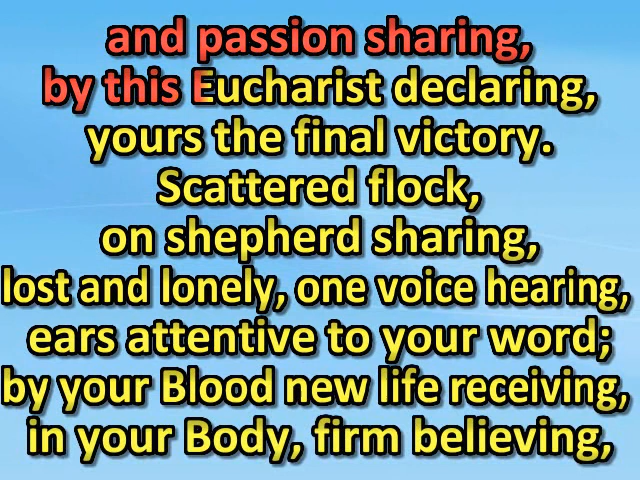 and passion sharing,
by this Eucharist declaring,
yours the final victory.
Scattered flock,
on shepherd sharing,
lost and lonely, one voice hearing,
ears attentive to your word;
by your Blood new life receiving,
in your Body, firm believing,